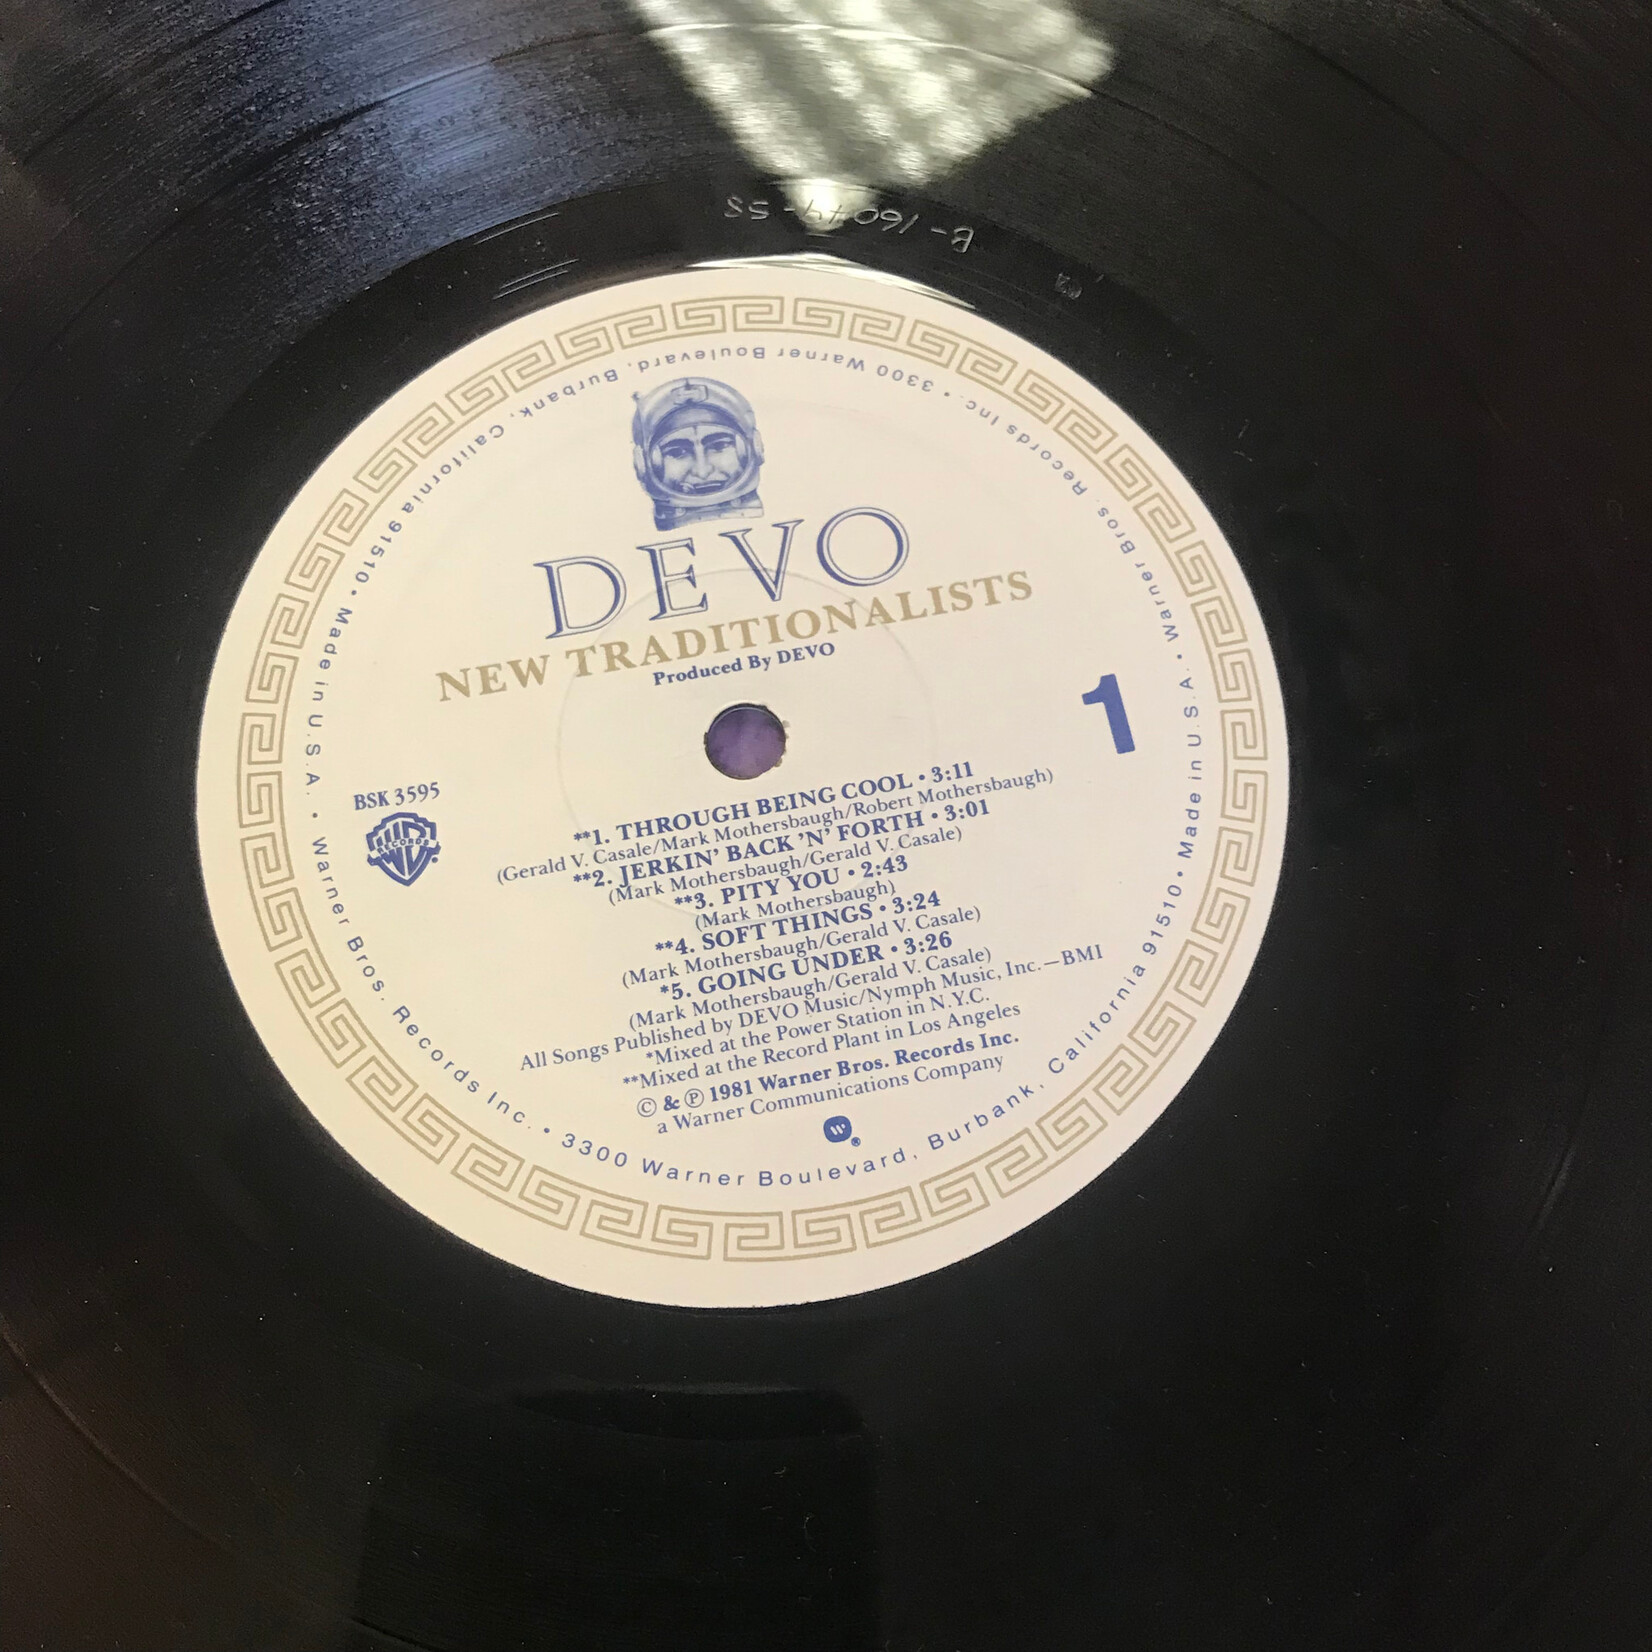 B-16044-S8
DEVO
NEW TRADITIONALISTS
Produced By DEVO
1
BSK 3595
RECORDS
**1. THROUGH BEING COOL • 3:11
(Gerald V. Casale/Mark Mothersbaugh/Robert Mothersbaugh)
**2. JERKIN' BACK 'N' FORTH • 3:01
(Mark Mothersbaugh/Gerald V. Casale)
**3. PITY YOU • 2:43
(Mark Mothersbaugh)
**4. SOFT THINGS • 3:24
(Mark Mothersbaugh/Gerald V. Casale)
*5. GOING UNDER • 3:26
(Mark Mothersbaugh/Gerald V. Casale)
All Songs Published by DEVO Music/Nymph Music, Inc.—BMI
*Mixed at the Power Station in N.Y.C.
**Mixed at the Record Plant in Los Angeles
© & ℗ 1981 Warner Bros. Records Inc.
a Warner Communications Company
Warner Bros. Records Inc. • 3300 Warner Boulevard, Burbank, California 91510 • Made in U.S.A. • Warner Bros. Records Inc. • 3300 Warner Boulevard, Burbank, California 91510 • Made in U.S.A. •